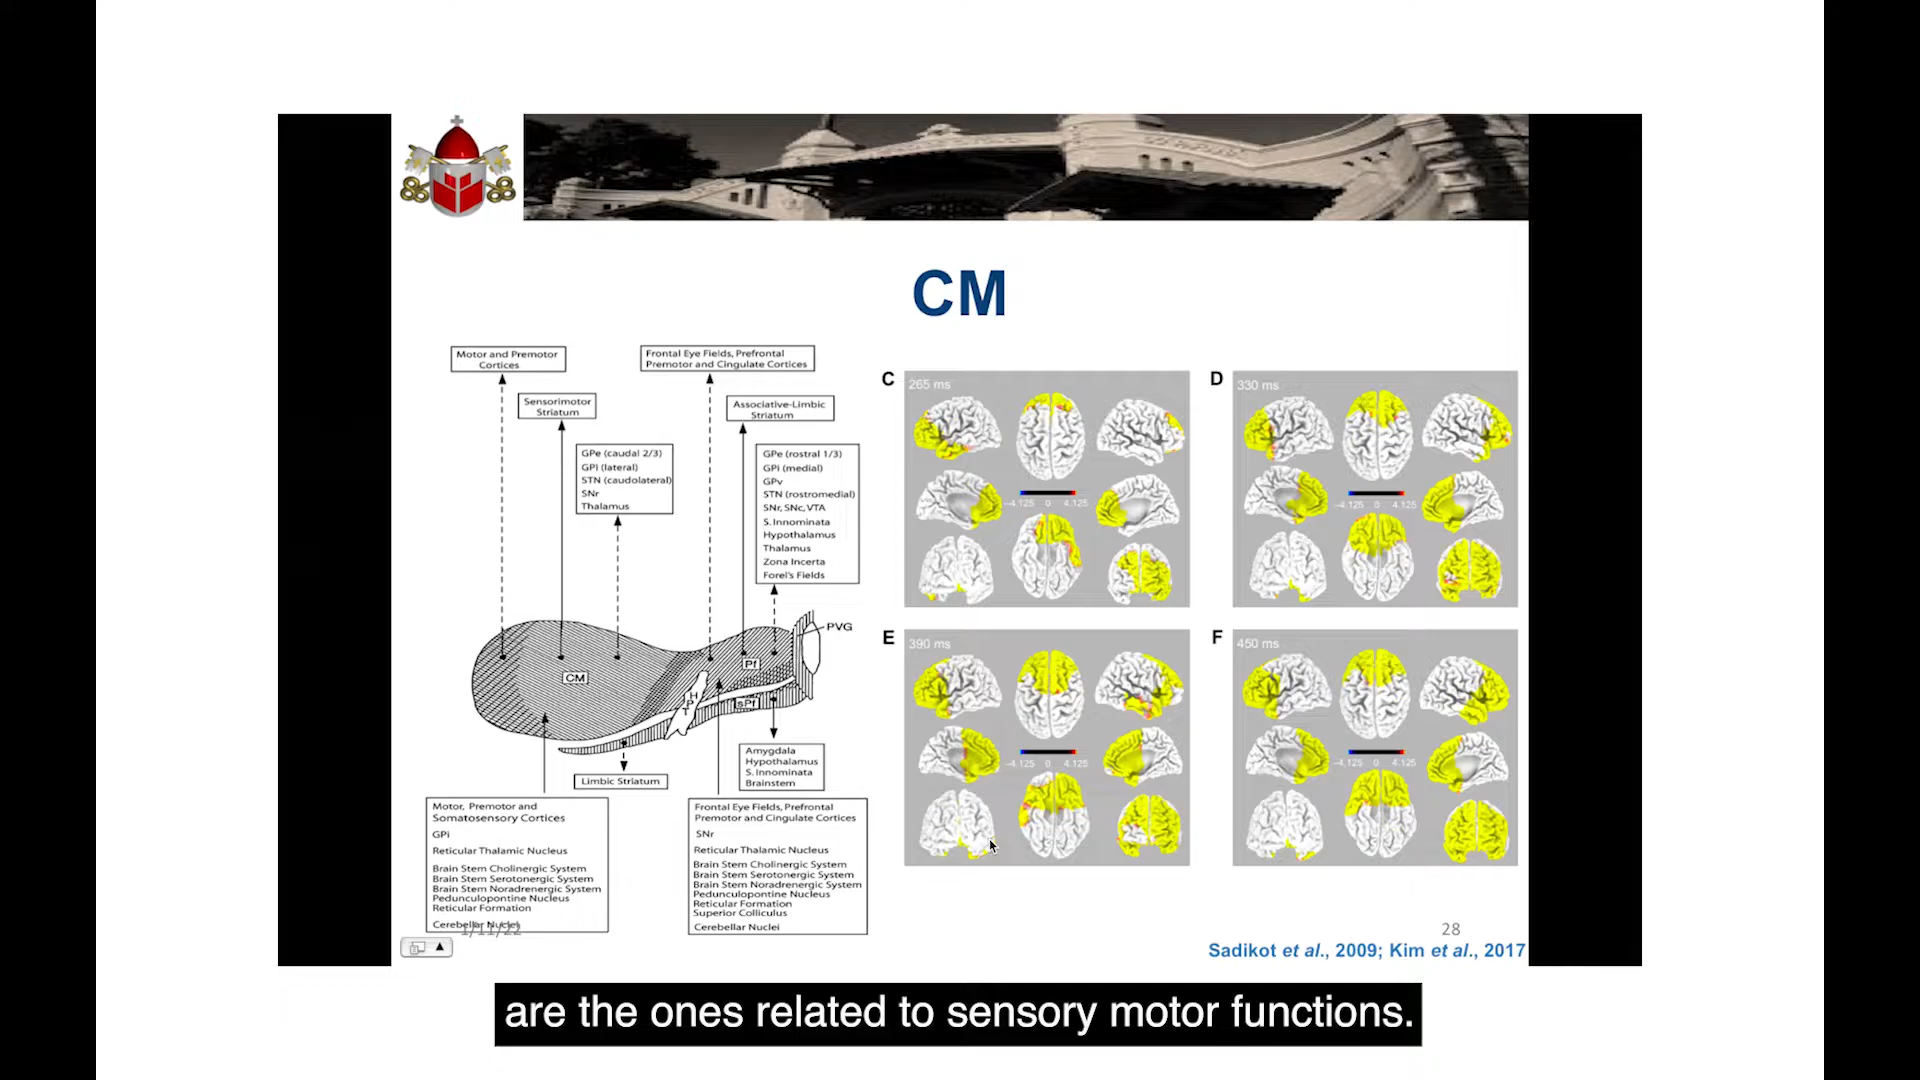 CM
Motor and Premotor
Cortices
Frontal Eye Fields, Prefrontal
Premotor and Cingulate Cortices
Sensorimotor
Striatum
Associative-Limbic
Striatum
GPe (caudal 2/3)
GPi (lateral)
STN (caudolateral)
SNr
Thalamus
GPe (rostral 1/3)
GPi (medial)
GPv
STN (rostromedial)
SNr, SNc, VTA
S. Innominata
Hypothalamus
Thalamus
Zona Incerta
Forel's Fields
PVG
Pf
CM
H
P
T
sPf
Amygdala
Hypothalamus
S. Innominata
Brainstem
Limbic Striatum
Motor, Premotor and
Somatosensory Cortices
GPi
Reticular Thalamic Nucleus
Brain Stem Cholinergic System
Brain Stem Serotonergic System
Brain Stem Noradrenergic System
Pedunculopontine Nucleus
Reticular Formation
Cerebellar Nuclei
Frontal Eye Fields, Prefrontal
Premotor and Cingulate Cortices
SNr
Reticular Thalamic Nucleus
Brain Stem Cholinergic System
Brain Stem Serotonergic System
Brain Stem Noradrenergic System
Pedunculopontine Nucleus
Reticular Formation
Superior Colliculus
Cerebellar Nuclei
C
265 ms
-4.125 0 4.125
D
330 ms
-4.125 0 4.125
E
390 ms
-4.125 0 4.125
F
450 ms
-4.125 0 4.125
1/11/22
28
Sadikot et al., 2009; Kim et al., 2017
are the ones related to sensory motor functions.